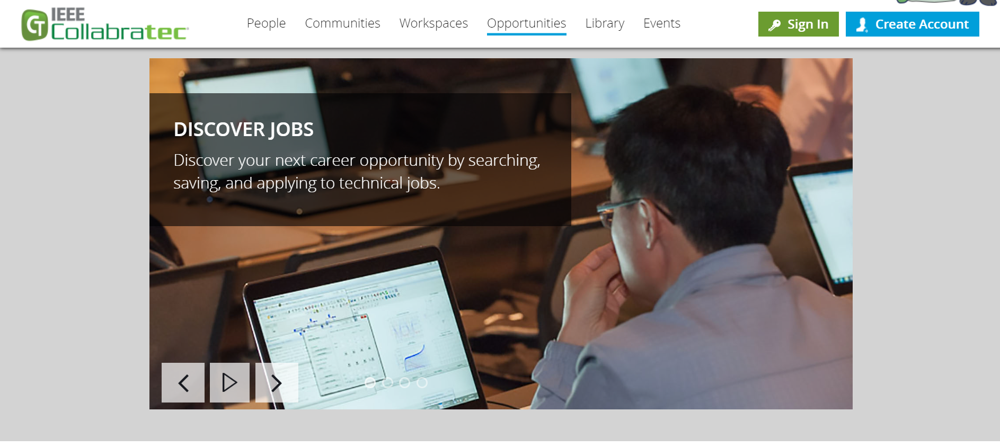 IEEE
Collabratec
People
Communities
Workspaces
Opportunities
Library
Events
Sign In
Create Account
DISCOVER JOBS
Discover your next career opportunity by searching,
saving, and applying to technical jobs.